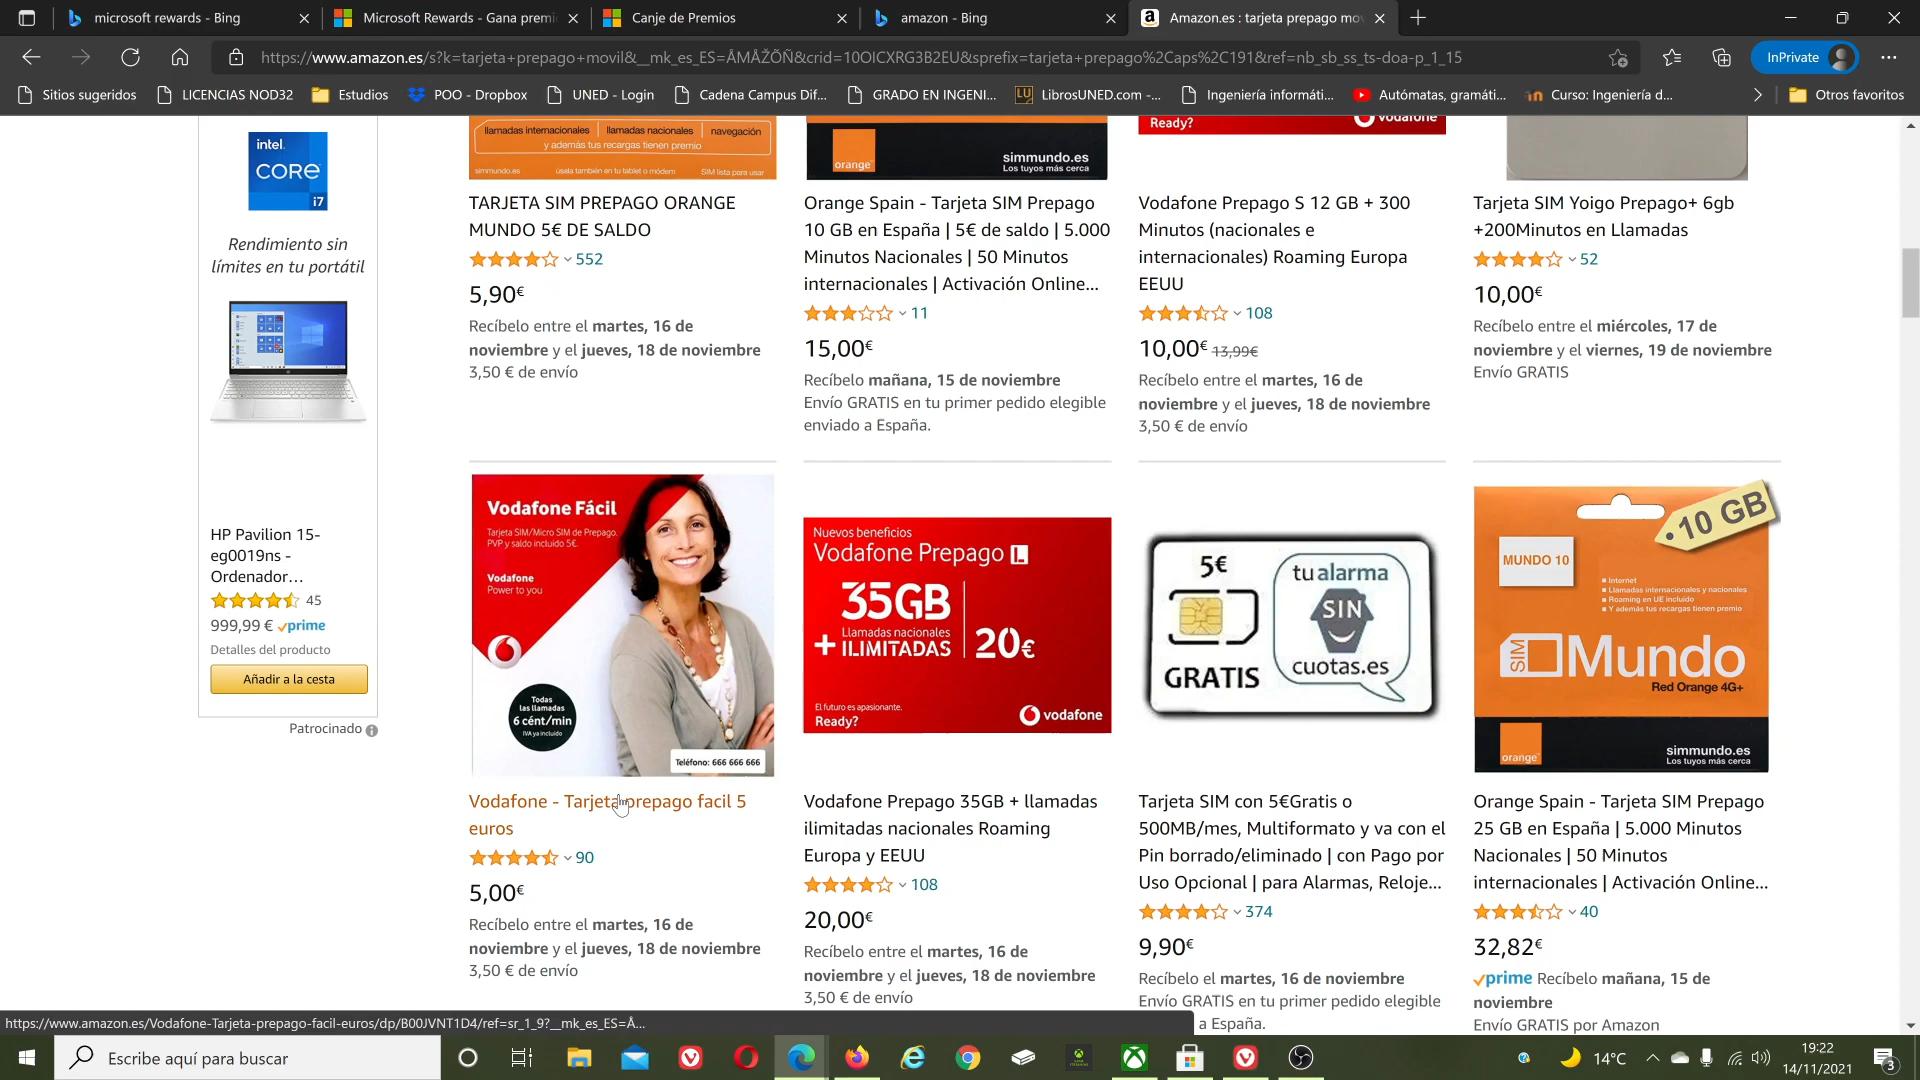 microsoft rewards - Bing
Microsoft Rewards - Gana premi
Canje de Premios
amazon - Bing
Amazon.es : tarjeta prepago mov
https://www.amazon.es/s?k=tarjeta+prepago+movil&__mk_es_ES=ÅMÅŽÕÑ&crid=10OICXRG3B2EU&sprefix=tarjeta+prepago%2Caps%2C191&ref=nb_sb_ss_ts-doa-p_1_15
InPrivate
Sitios sugeridos
LICENCIAS NOD32
Estudios
POO - Dropbox
UNED - Login
Cadena Campus Dif...
GRADO EN INGENI...
LU
LibrosUNED.com -...
Ingeniería informáti...
Autómatas, gramáti...
Curso: Ingeniería d...
Otros favoritos
intel.
CORE
i7
Rendimiento sin
límites en tu portátil
HP Pavilion 15-
eg0019ns -
Ordenador...
45
999,99 € prime
Detalles del producto
Añadir a la cesta
Patrocinado
llamadas internacionales | llamadas nacionales | navegación
y además tus recargas tienen premio
simmundo.es
úsala también en tu tablet o módem
SIM lista para usar
TARJETA SIM PREPAGO ORANGE
MUNDO 5€ DE SALDO
552
5,90€
Recíbelo entre el martes, 16 de
noviembre y el jueves, 18 de noviembre
3,50 € de envío
orange
simmundo.es
Los tuyos más cerca
Orange Spain - Tarjeta SIM Prepago
10 GB en España | 5€ de saldo | 5.000
Minutos Nacionales | 50 Minutos
internacionales | Activación Online...
11
15,00€
Recíbelo mañana, 15 de noviembre
Envío GRATIS en tu primer pedido elegible
enviado a España.
Ready?
vodafone
Vodafone Prepago S 12 GB + 300
Minutos (nacionales e
internacionales) Roaming Europa
EEUU
108
10,00€ 13,99€
Recíbelo entre el martes, 16 de
noviembre y el jueves, 18 de noviembre
3,50 € de envío
Tarjeta SIM Yoigo Prepago+ 6gb
+200Minutos en Llamadas
52
10,00€
Recíbelo entre el miércoles, 17 de
noviembre y el viernes, 19 de noviembre
Envío GRATIS
Vodafone Fácil
Tarjeta SIM/Micro SIM de Prepago.
PVP y saldo incluido 5€.
Vodafone
Power to you
Todas
las llamadas
6 cént/min
IVA ya incluido
Teléfono: 666 666 666
Vodafone - Tarjeta prepago facil 5
euros
90
5,00€
Recíbelo entre el martes, 16 de
noviembre y el jueves, 18 de noviembre
3,50 € de envío
Nuevos beneficios
Vodafone Prepago L
35GB
+ Llamadas nacionales
ILIMITADAS
20€
El futuro es apasionante.
Ready?
vodafone
Vodafone Prepago 35GB + llamadas
ilimitadas nacionales Roaming
Europa y EEUU
108
20,00€
Recíbelo entre el martes, 16 de
noviembre y el jueves, 18 de noviembre
3,50 € de envío
5€
GRATIS
tualarma
SIN
cuotas.es
Tarjeta SIM con 5€Gratis o
500MB/mes, Multiformato y va con el
Pin borrado/eliminado | con Pago por
Uso Opcional | para Alarmas, Reloje...
374
9,90€
Recíbelo el martes, 16 de noviembre
Envío GRATIS en tu primer pedido elegible
a España.
10 GB
MUNDO 10
Internet
Llamadas internacionales y nacionales
Roaming en UE incluido
Y además tus recargas tienen premio
SIM Mundo
Red Orange 4G+
orange
simmundo.es
Los tuyos más cerca
Orange Spain - Tarjeta SIM Prepago
25 GB en España | 5.000 Minutos
Nacionales | 50 Minutos
internacionales | Activación Online...
40
32,82€
prime Recíbelo mañana, 15 de
noviembre
Envío GRATIS por Amazon
https://www.amazon.es/Vodafone-Tarjeta-prepago-facil-euros/dp/B00JVNT1D4/ref=sr_1_9?__mk_es_ES=Å...
Escribe aquí para buscar
14°C
19:22
14/11/2021
3